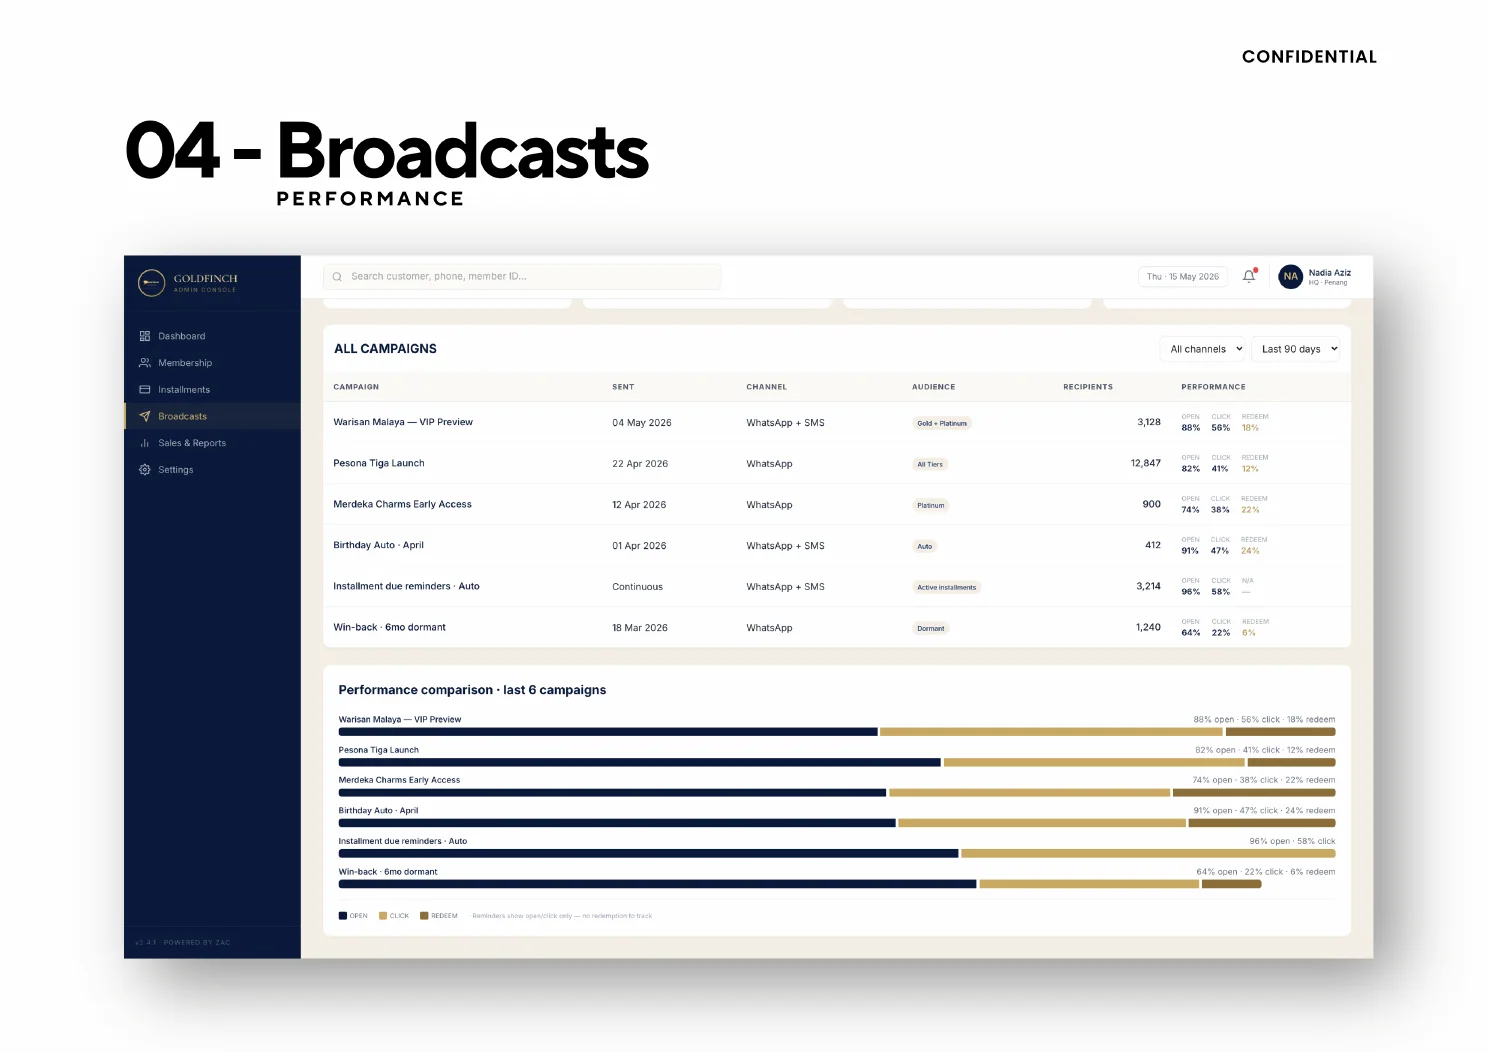 CONFIDENTIAL
04 - Broadcasts
PERFORMANCE
GOLDFINCH
ADMIN CONSOLE
Search customer, phone, member ID...
Thu · 15 May 2026
NA
Nadia Aziz
HQ · Penang
Dashboard
Membership
Installments
Broadcasts
Sales & Reports
Settings
v3.4.1 · POWERED BY ZAC
ALL CAMPAIGNS
All channels
Last 90 days
CAMPAIGN SENT CHANNEL AUDIENCE RECIPIENTS PERFORMANCE
OPEN CLICK REDEEM
Warisan Malaya — VIP Preview 04 May 2026 WhatsApp + SMS Gold + Platinum 3,128 88% 56% 18%
OPEN CLICK REDEEM
Pesona Tiga Launch 22 Apr 2026 WhatsApp All Tiers 12,847 82% 41% 12%
OPEN CLICK REDEEM
Merdeka Charms Early Access 12 Apr 2026 WhatsApp Platinum 900 74% 38% 22%
OPEN CLICK REDEEM
Birthday Auto · April 01 Apr 2026 WhatsApp + SMS Auto 412 91% 47% 24%
OPEN CLICK N/A
Installment due reminders · Auto Continuous WhatsApp + SMS Active installments 3,214 96% 58% —
OPEN CLICK REDEEM
Win-back · 6mo dormant 18 Mar 2026 WhatsApp Dormant 1,240 64% 22% 6%
Performance comparison · last 6 campaigns
Warisan Malaya — VIP Preview 88% open · 56% click · 18% redeem
Pesona Tiga Launch 82% open · 41% click · 12% redeem
Merdeka Charms Early Access 74% open · 38% click · 22% redeem
Birthday Auto · April 91% open · 47% click · 24% redeem
Installment due reminders · Auto 96% open · 58% click
Win-back · 6mo dormant 64% open · 22% click · 6% redeem
OPEN CLICK REDEEM Reminders show open/click only — no redemption to track